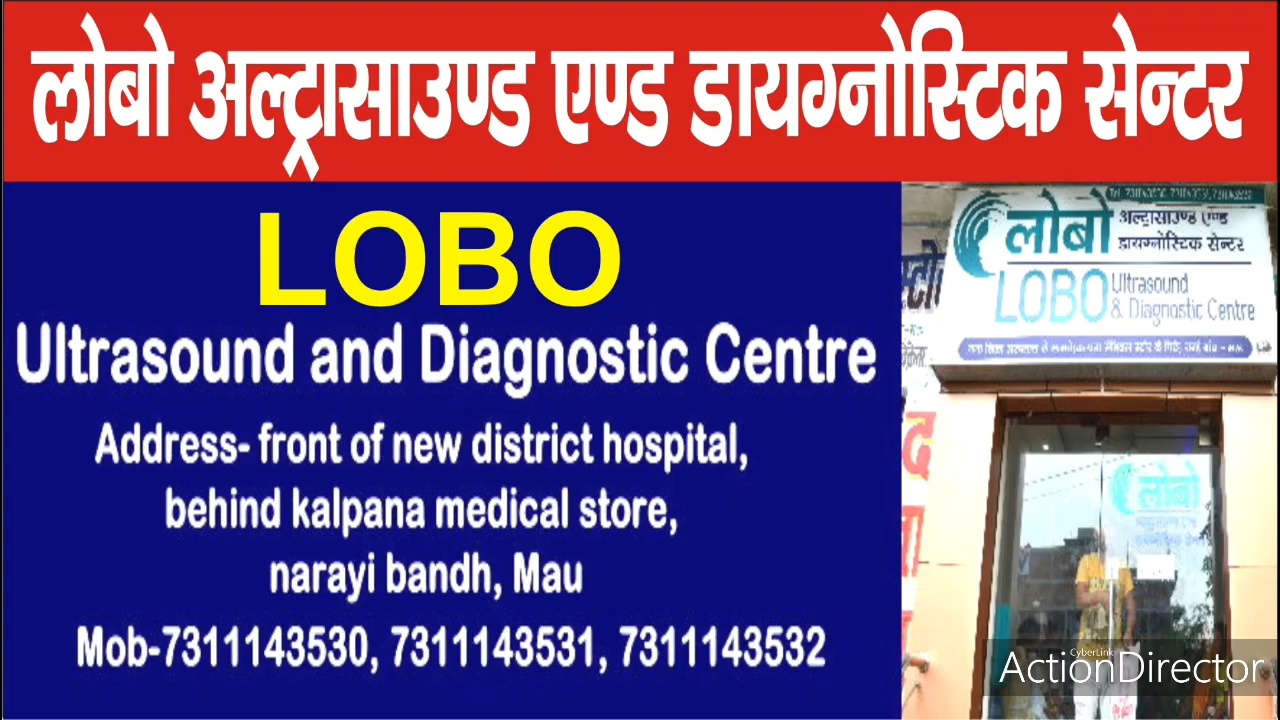 लोबो अल्ट्रासाउण्ड एण्ड डायग्नोस्टिक सेन्टर
LOBO
Ultrasound and Diagnostic Centre
Address- front of new district hospital,
behind kalpana medical store,
narayi bandh, Mau
Mob-7311143530, 7311143531, 7311143532
लोबो अल्ट्रासाउण्ड एण्ड
डायग्नोस्टिक सेन्टर
LOBO Ultrasound
& Diagnostic Centre
लोबो
CyberLink
ActionDirector